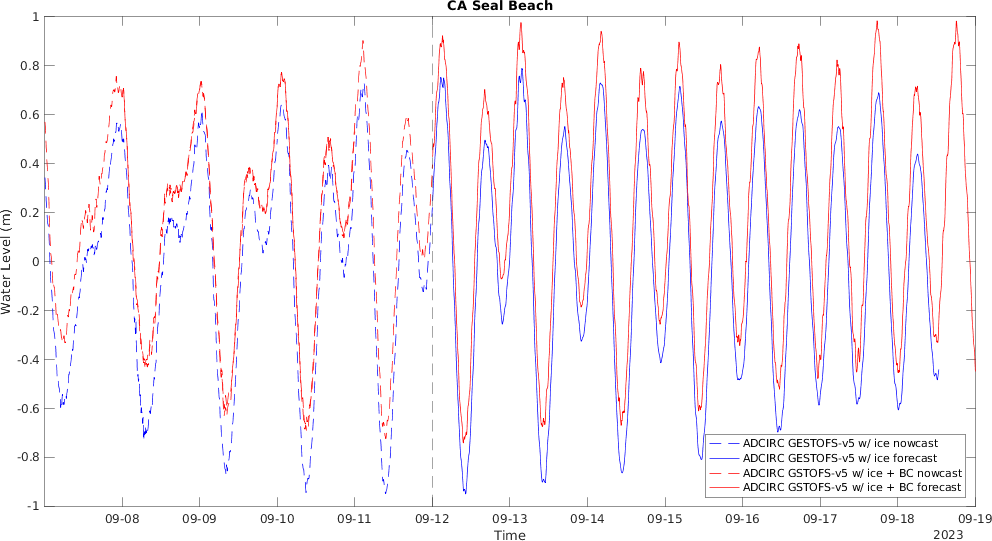 CA Seal Beach
1
0.8
0.6
0.4
0.2
0
-0.2
-0.4
-0.6
-0.8
-1
Water Level (m)
ADCIRC GESTOFS-v5 w/ ice nowcast
ADCIRC GESTOFS-v5 w/ ice forecast
ADCIRC GSTOFS-v5 w/ ice + BC nowcast
ADCIRC GSTOFS-v5 w/ ice + BC forecast
09-08 09-09 09-10 09-11 09-12 09-13 09-14 09-15 09-16 09-17 09-18 09-19
Time
2023